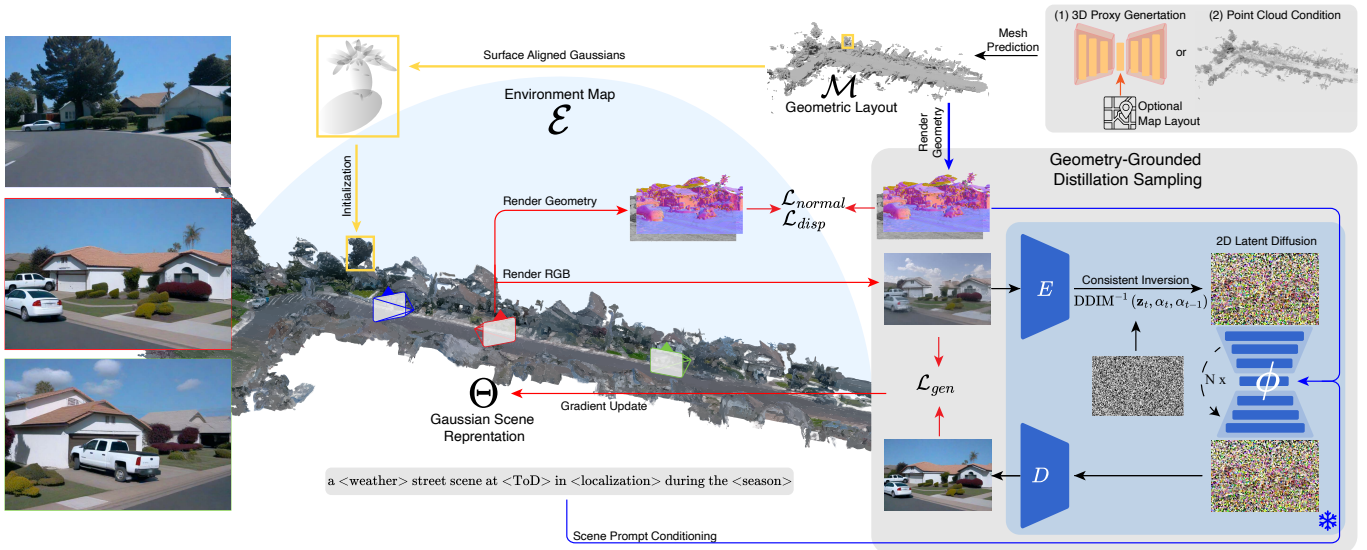 (1) 3D Proxy Genertation
(2) Point Cloud Condition
or
Optional
Map Layout
Mesh
Prediction
Surface Aligned Gaussians
ℳ
Geometric Layout
Environment Map
ℰ
Render
Geometry
Geometry-Grounded
Distillation Sampling
Initialization
Render Geometry
ℒnormal
ℒdisp
Render RGB
2D Latent Diffusion
E
Consistent Inversion
DDIM⁻¹ (𝐳ₜ, αₜ, αₜ₋₁)
N x
ϕ
ℒgen
Θ
Gradient Update
Gaussian Scene
Reprentation
D
a <weather> street scene at <ToD> in <localization> during the <season>
Scene Prompt Conditioning